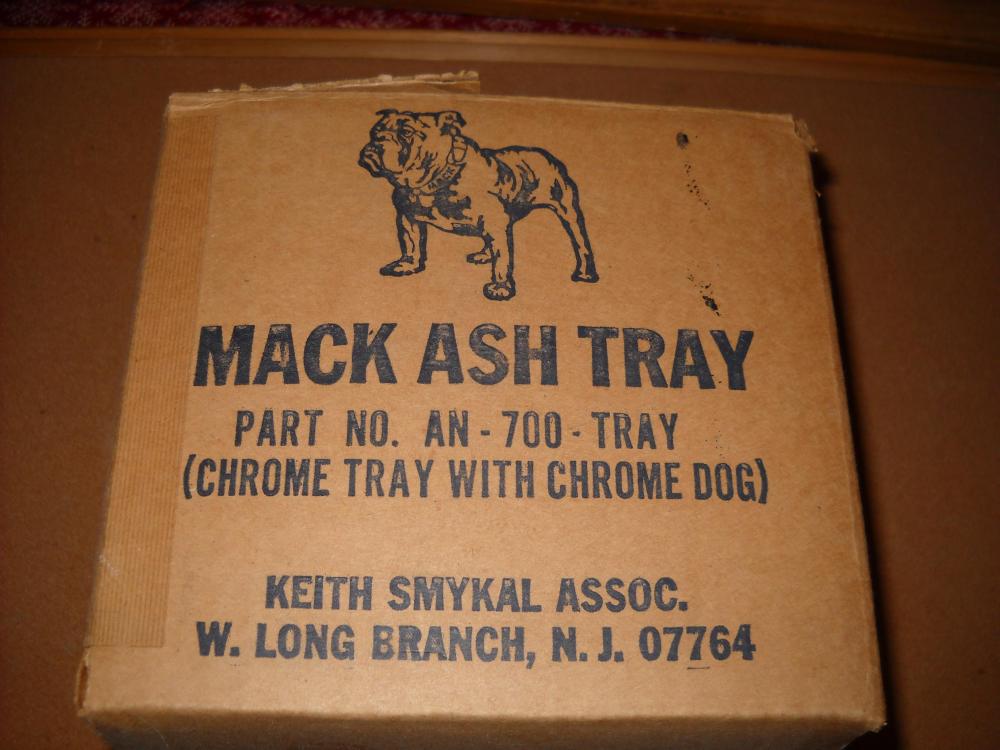 MACK ASH TRAY
PART NO. AN-700-TRAY
(CHROME TRAY WITH CHROME DOG)
KEITH SMYKAL ASSOC.
W. LONG BRANCH, N.J. 07764